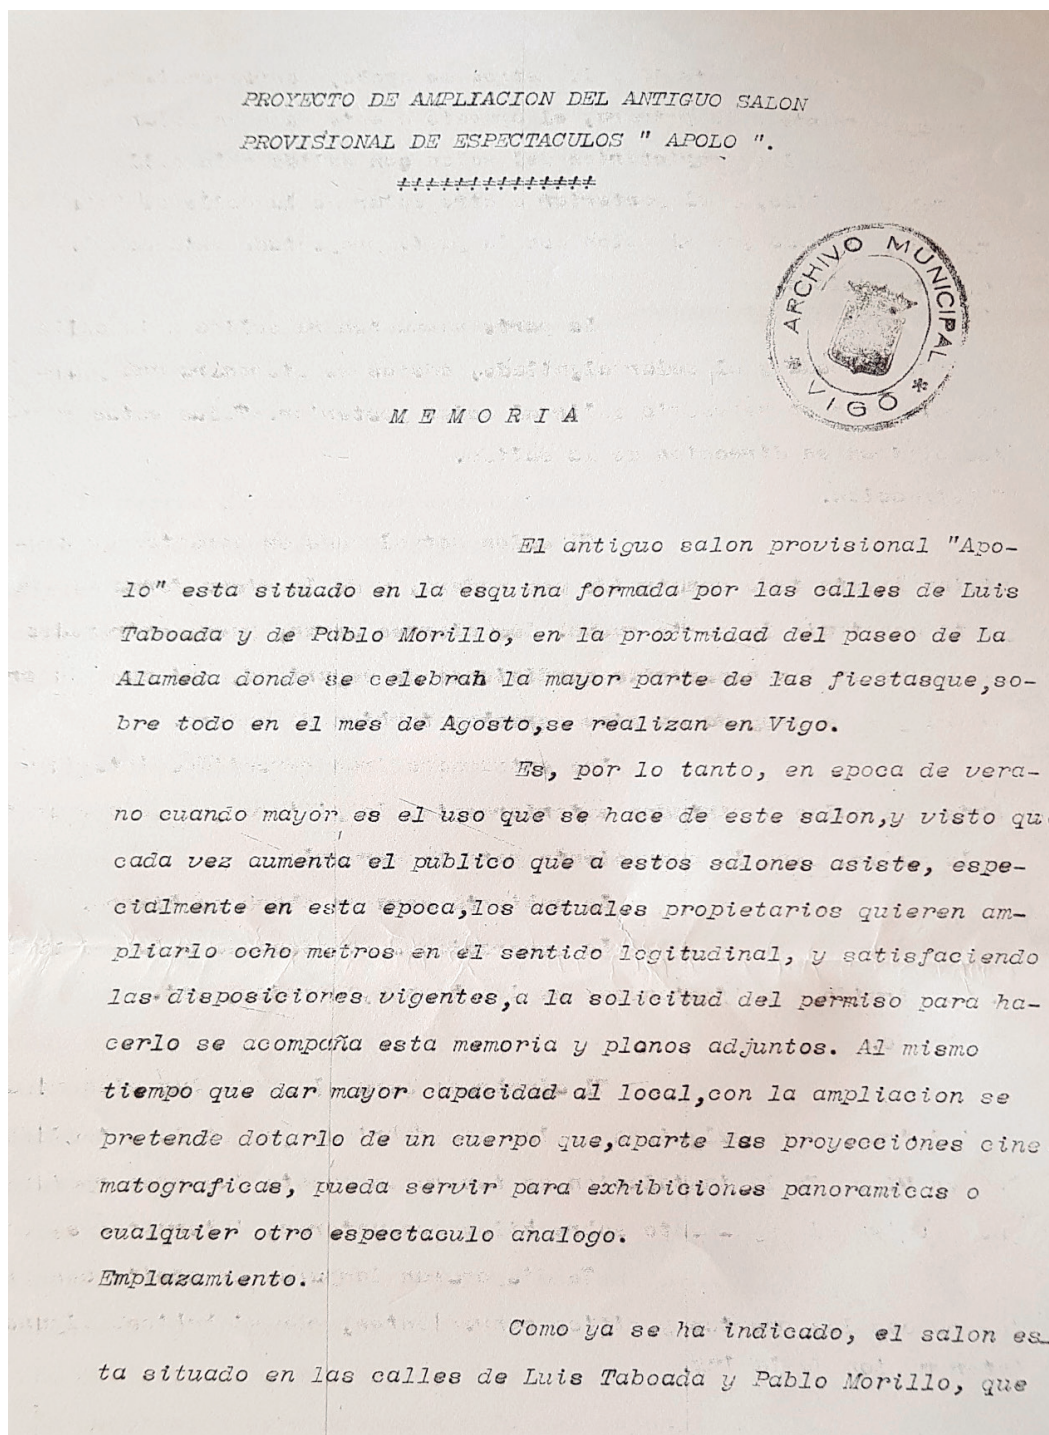 PROYECTO DE AMPLIACION DEL ANTIGUO SALON
PROVISIONAL DE ESPECTACULOS " APOLO ".
ARCHIVO MUNICIPAL
* VIGO *
M E M O R I A
El antiguo salon provisional "Apo-
lo" esta situado en la esquina formada por las calles de Luis
Taboada y de Pablo Morillo, en la proximidad del paseo de La
Alameda donde se celebrah la mayor parte de las fiestasque,so-
bre todo en el mes de Agosto,se realizan en Vigo.
Es, por lo tanto, en epoca de vera-
no cuando mayor es el uso que se hace de este salon,y visto qu
cada vez aumenta el publico que a estos salones asiste, espe-
cialmente en esta epoca,los actuales propietarios quieren am-
pliarlo ocho metros en el sentido logitudinal, y satisfaciendo
las disposiciones vigentes,a la solicitud del permiso para ha-
cerlo se acompaña esta memoria y planos adjuntos. Al mismo
tiempo que dar mayor capacidad al local,con la ampliacion se
pretende dotarlo de un cuerpo que,aparte las proyecciónes cine
matograficas, pueda servir para exhibiciones panoramicas o
cualquier otro espectaculo analogo.
Emplazamiento.
Como ya se ha indicado, el salon es_
ta situado en las calles de Luis Taboada y Pablo Morillo, que